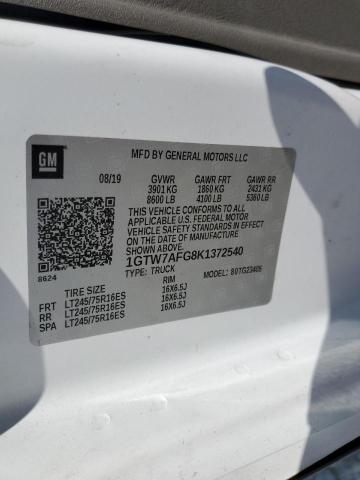 GM
MFD BY GENERAL MOTORS LLC
08/19 GVWR GAWR FRT GAWR RR
3901 KG 1860 KG 2431 KG
8600 LB 4100 LB 5360 LB
THIS VEHICLE CONFORMS TO ALL
APPLICABLE U.S. FEDERAL MOTOR
VEHICLE SAFETY STANDARDS IN
EFFECT ON THE DATE OF
MANUFACTURE SHOWN ABOVE.
1GTW7AFG8K1372540
TYPE: TRUCK MODEL: 80TG23405
8624
TIRE SIZE RIM
FRT LT245/75R16ES 16X6.5J
RR LT245/75R16ES 16X6.5J
SPA LT245/75R16ES 16X6.5J